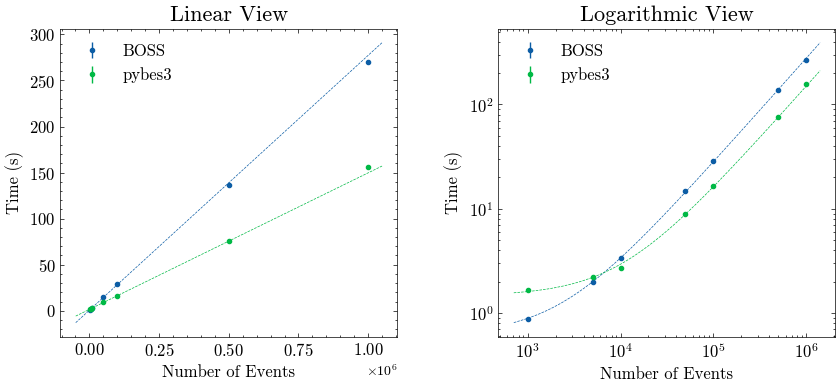 Linear View
BOSS
pybes3
Time (s)
300
250
200
150
100
50
0
0.00 0.25 0.50 0.75 1.00
Number of Events
×10⁶
Logarithmic View
BOSS
pybes3
Time (s)
10²
10¹
10⁰
10³ 10⁴ 10⁵ 10⁶
Number of Events